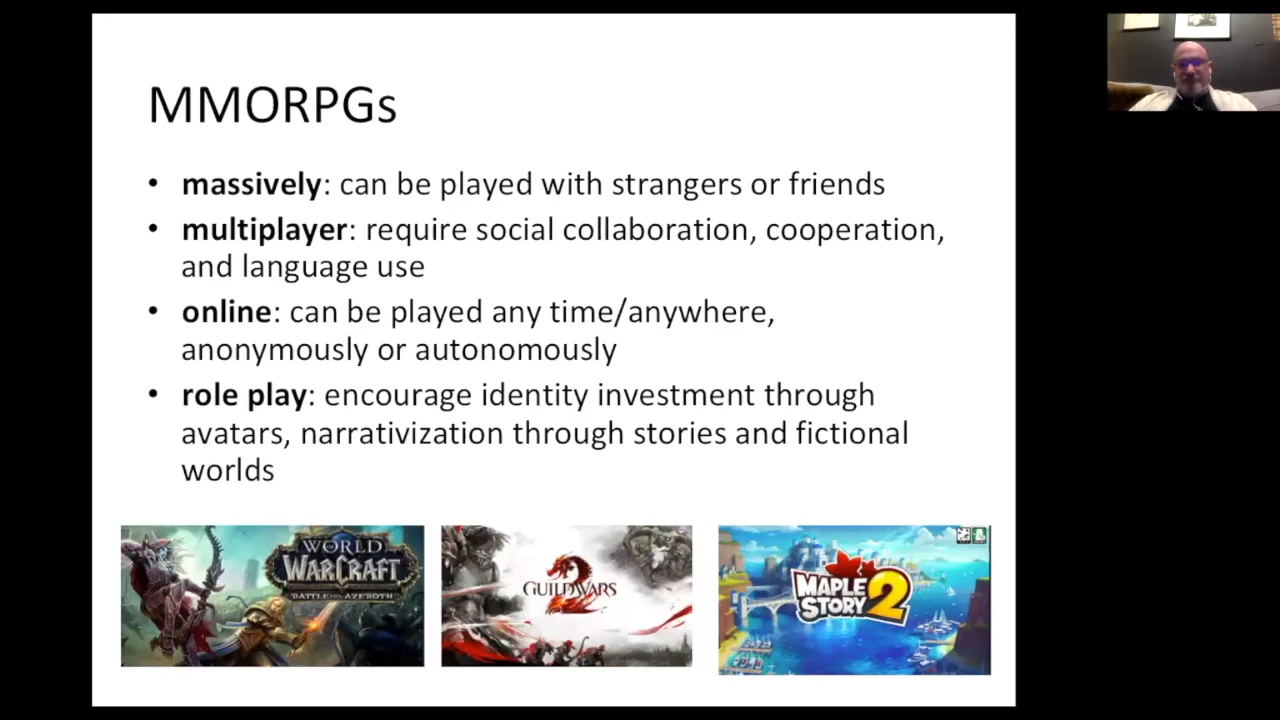 MMORPGs
• massively: can be played with strangers or friends
• multiplayer: require social collaboration, cooperation,
and language use
• online: can be played any time/anywhere,
anonymously or autonomously
• role play: encourage identity investment through
avatars, narrativization through stories and fictional
worlds
WORLD
WARCRAFT
BATTLE FOR AZEROTH
GUILD WARS
2
MAPLE
STORY 2